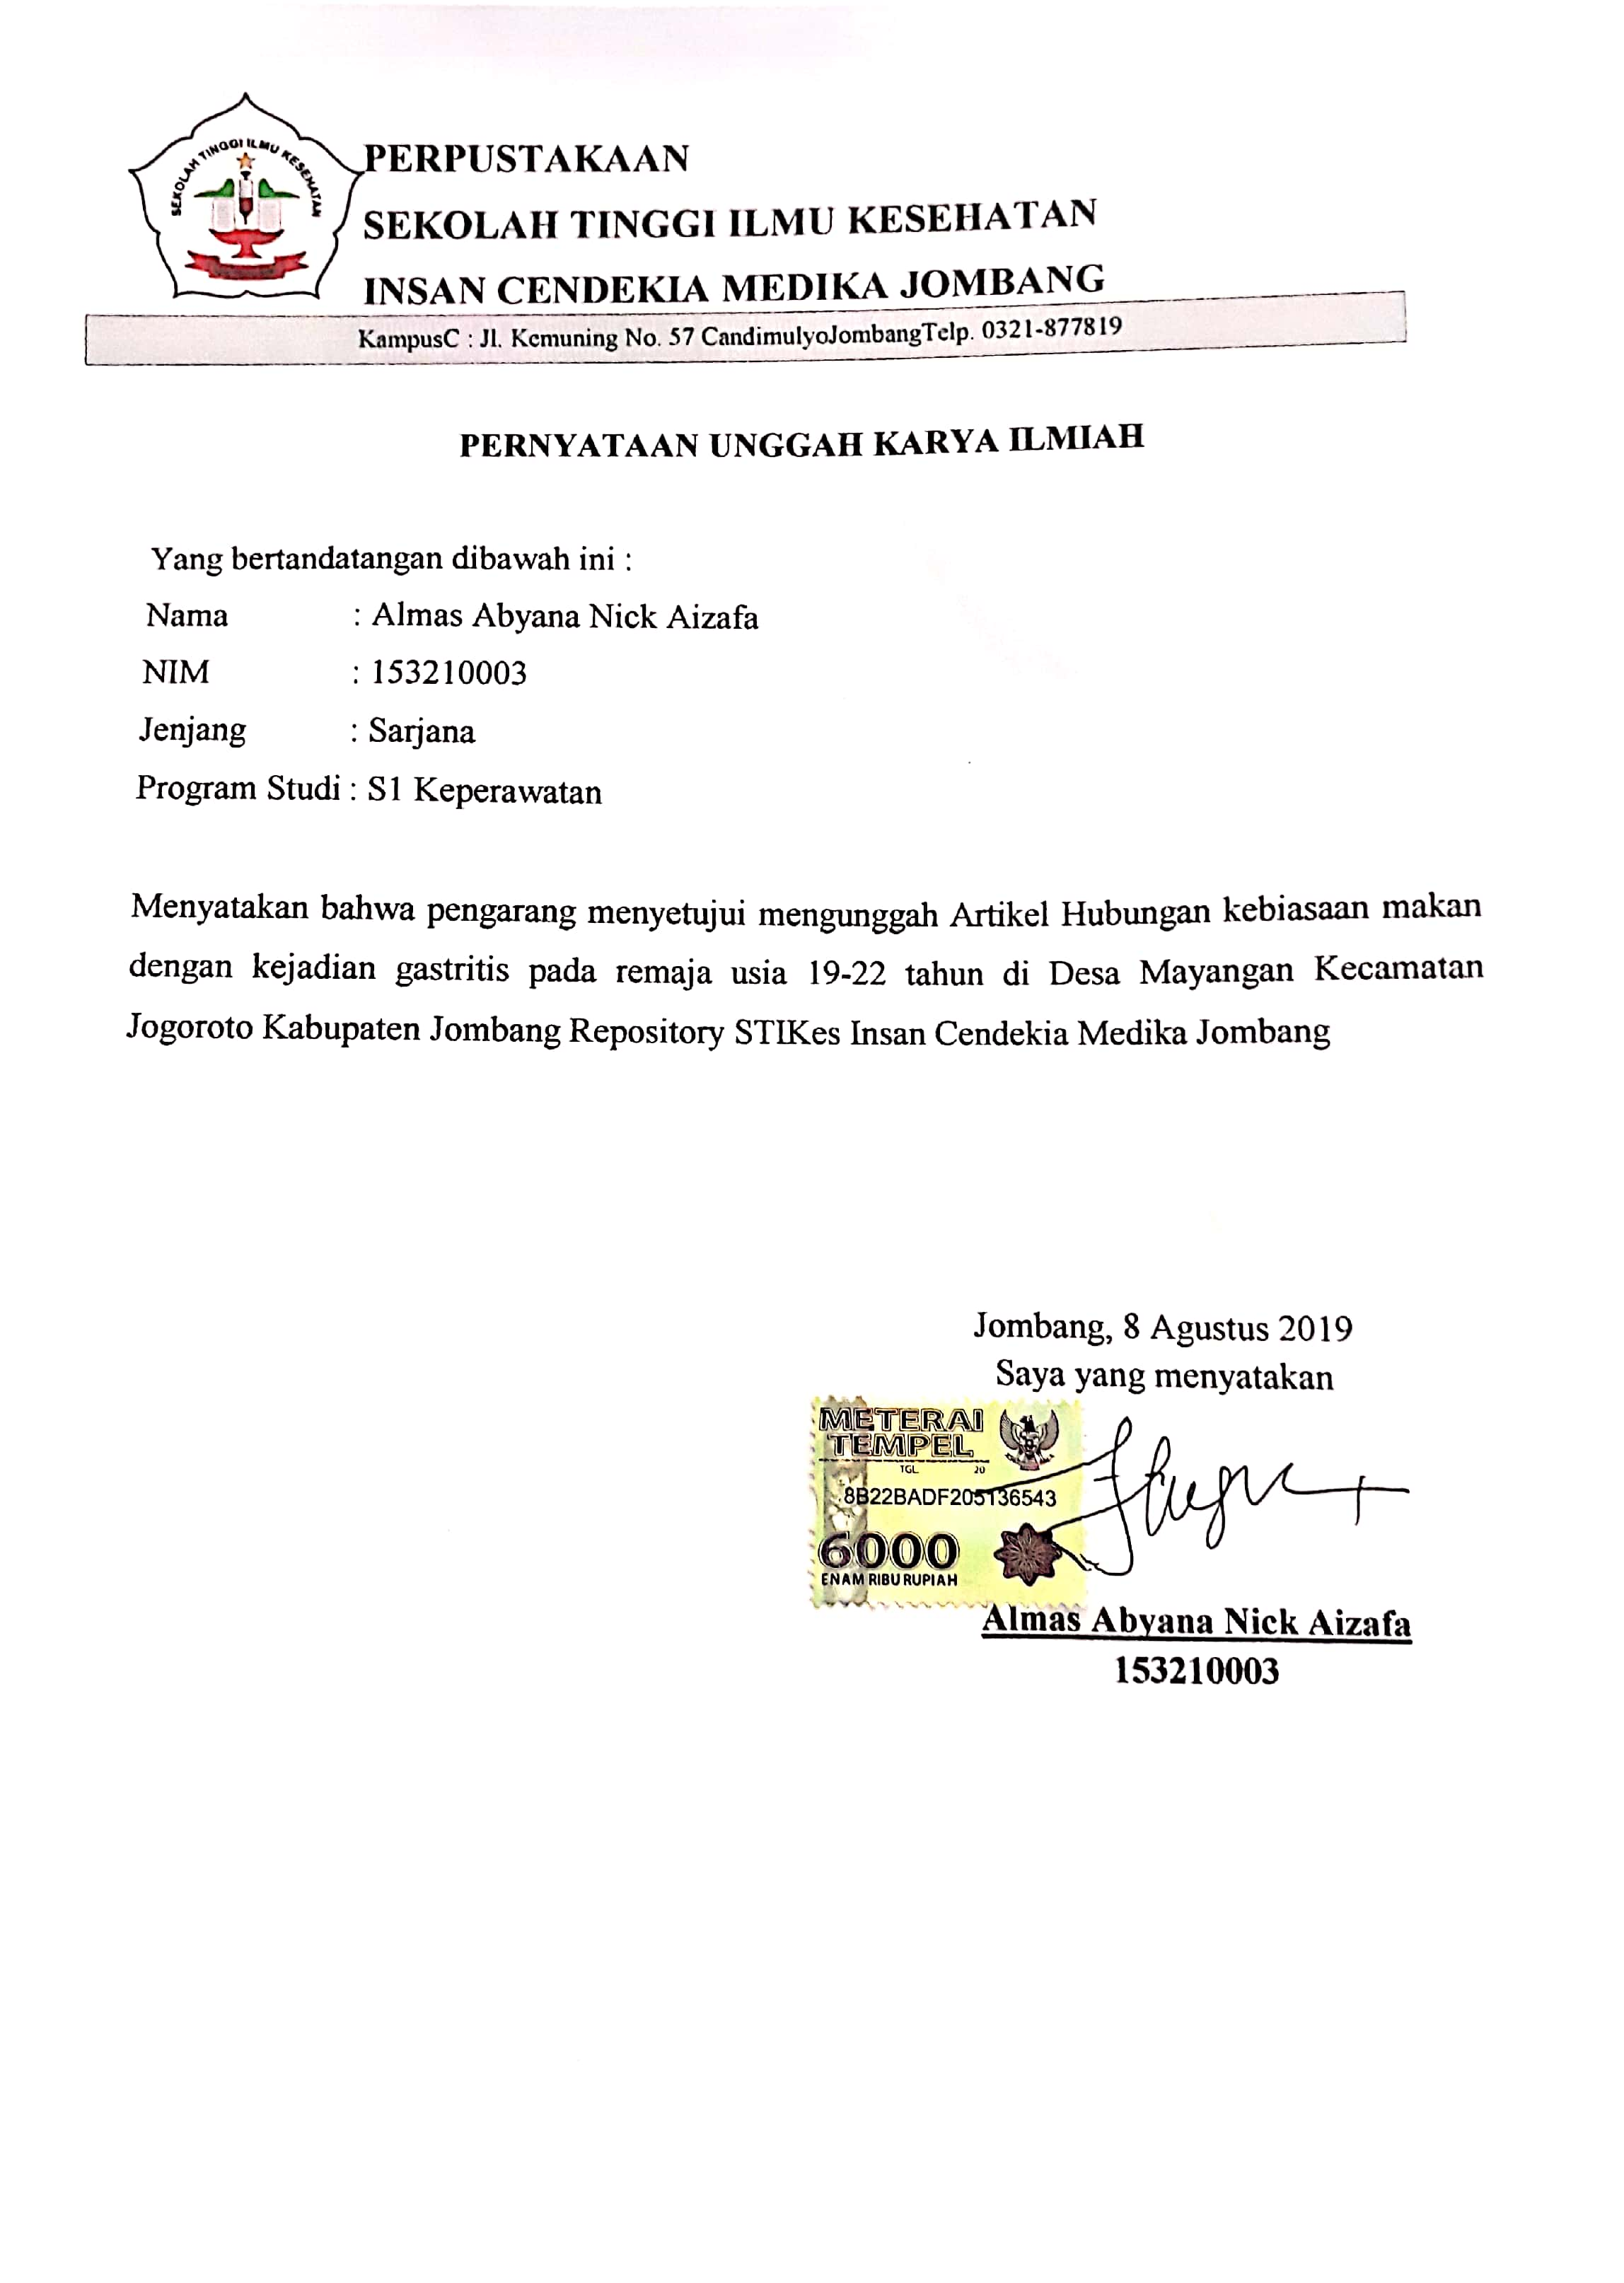 SEKOLAH TINGGI ILMU KESEHATAN
PERPUSTAKAAN
SEKOLAH TINGGI ILMU KESEHATAN
INSAN CENDEKIA MEDIKA JOMBANG
KampusC : Jl. Kemuning No. 57 CandimulyoJombangTelp. 0321-877819
PERNYATAAN UNGGAH KARYA ILMIAH
Yang bertandatangan dibawah ini :
Nama : Almas Abyana Nick Aizafa
NIM : 153210003
Jenjang : Sarjana
Program Studi : S1 Keperawatan
Menyatakan bahwa pengarang menyetujui mengunggah Artikel Hubungan kebiasaan makan
dengan kejadian gastritis pada remaja usia 19-22 tahun di Desa Mayangan Kecamatan
Jogoroto Kabupaten Jombang Repository STIKes Insan Cendekia Medika Jombang
Jombang, 8 Agustus 2019
Saya yang menyatakan
METERAI
TEMPEL
TGL 20
8B22BADF205136543
6000
ENAM RIBU RUPIAH
Almas Abyana Nick Aizafa
153210003